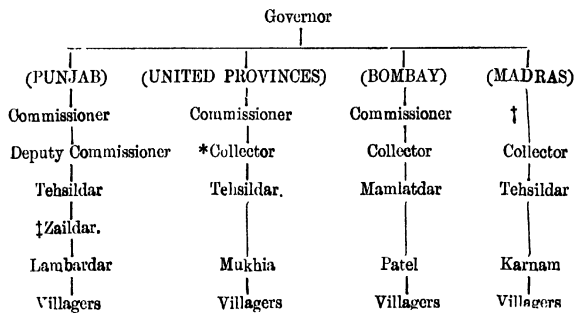 Governor
(PUNJAB) (UNITED PROVINCES) (BOMBAY) (MADRAS)
Commissioner Commissioner Commissioner †
Deputy Commissioner *Collector Collector Collector
Tehsildar Tehsildar. Mamlatdar Tehsildar
‡Zaildar.
Lambardar Mukhia Patel Karnam
Villagers Villagers Villagers Villagers